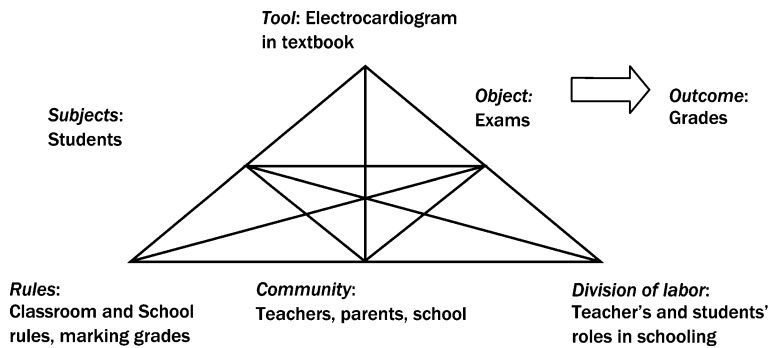 Tool: Electrocardiogram
in textbook
Subjects:
Students
Object:
Exams
Outcome:
Grades
Rules:
Classroom and School
rules, marking grades
Community:
Teachers, parents, school
Division of labor:
Teacher's and students'
roles in schooling